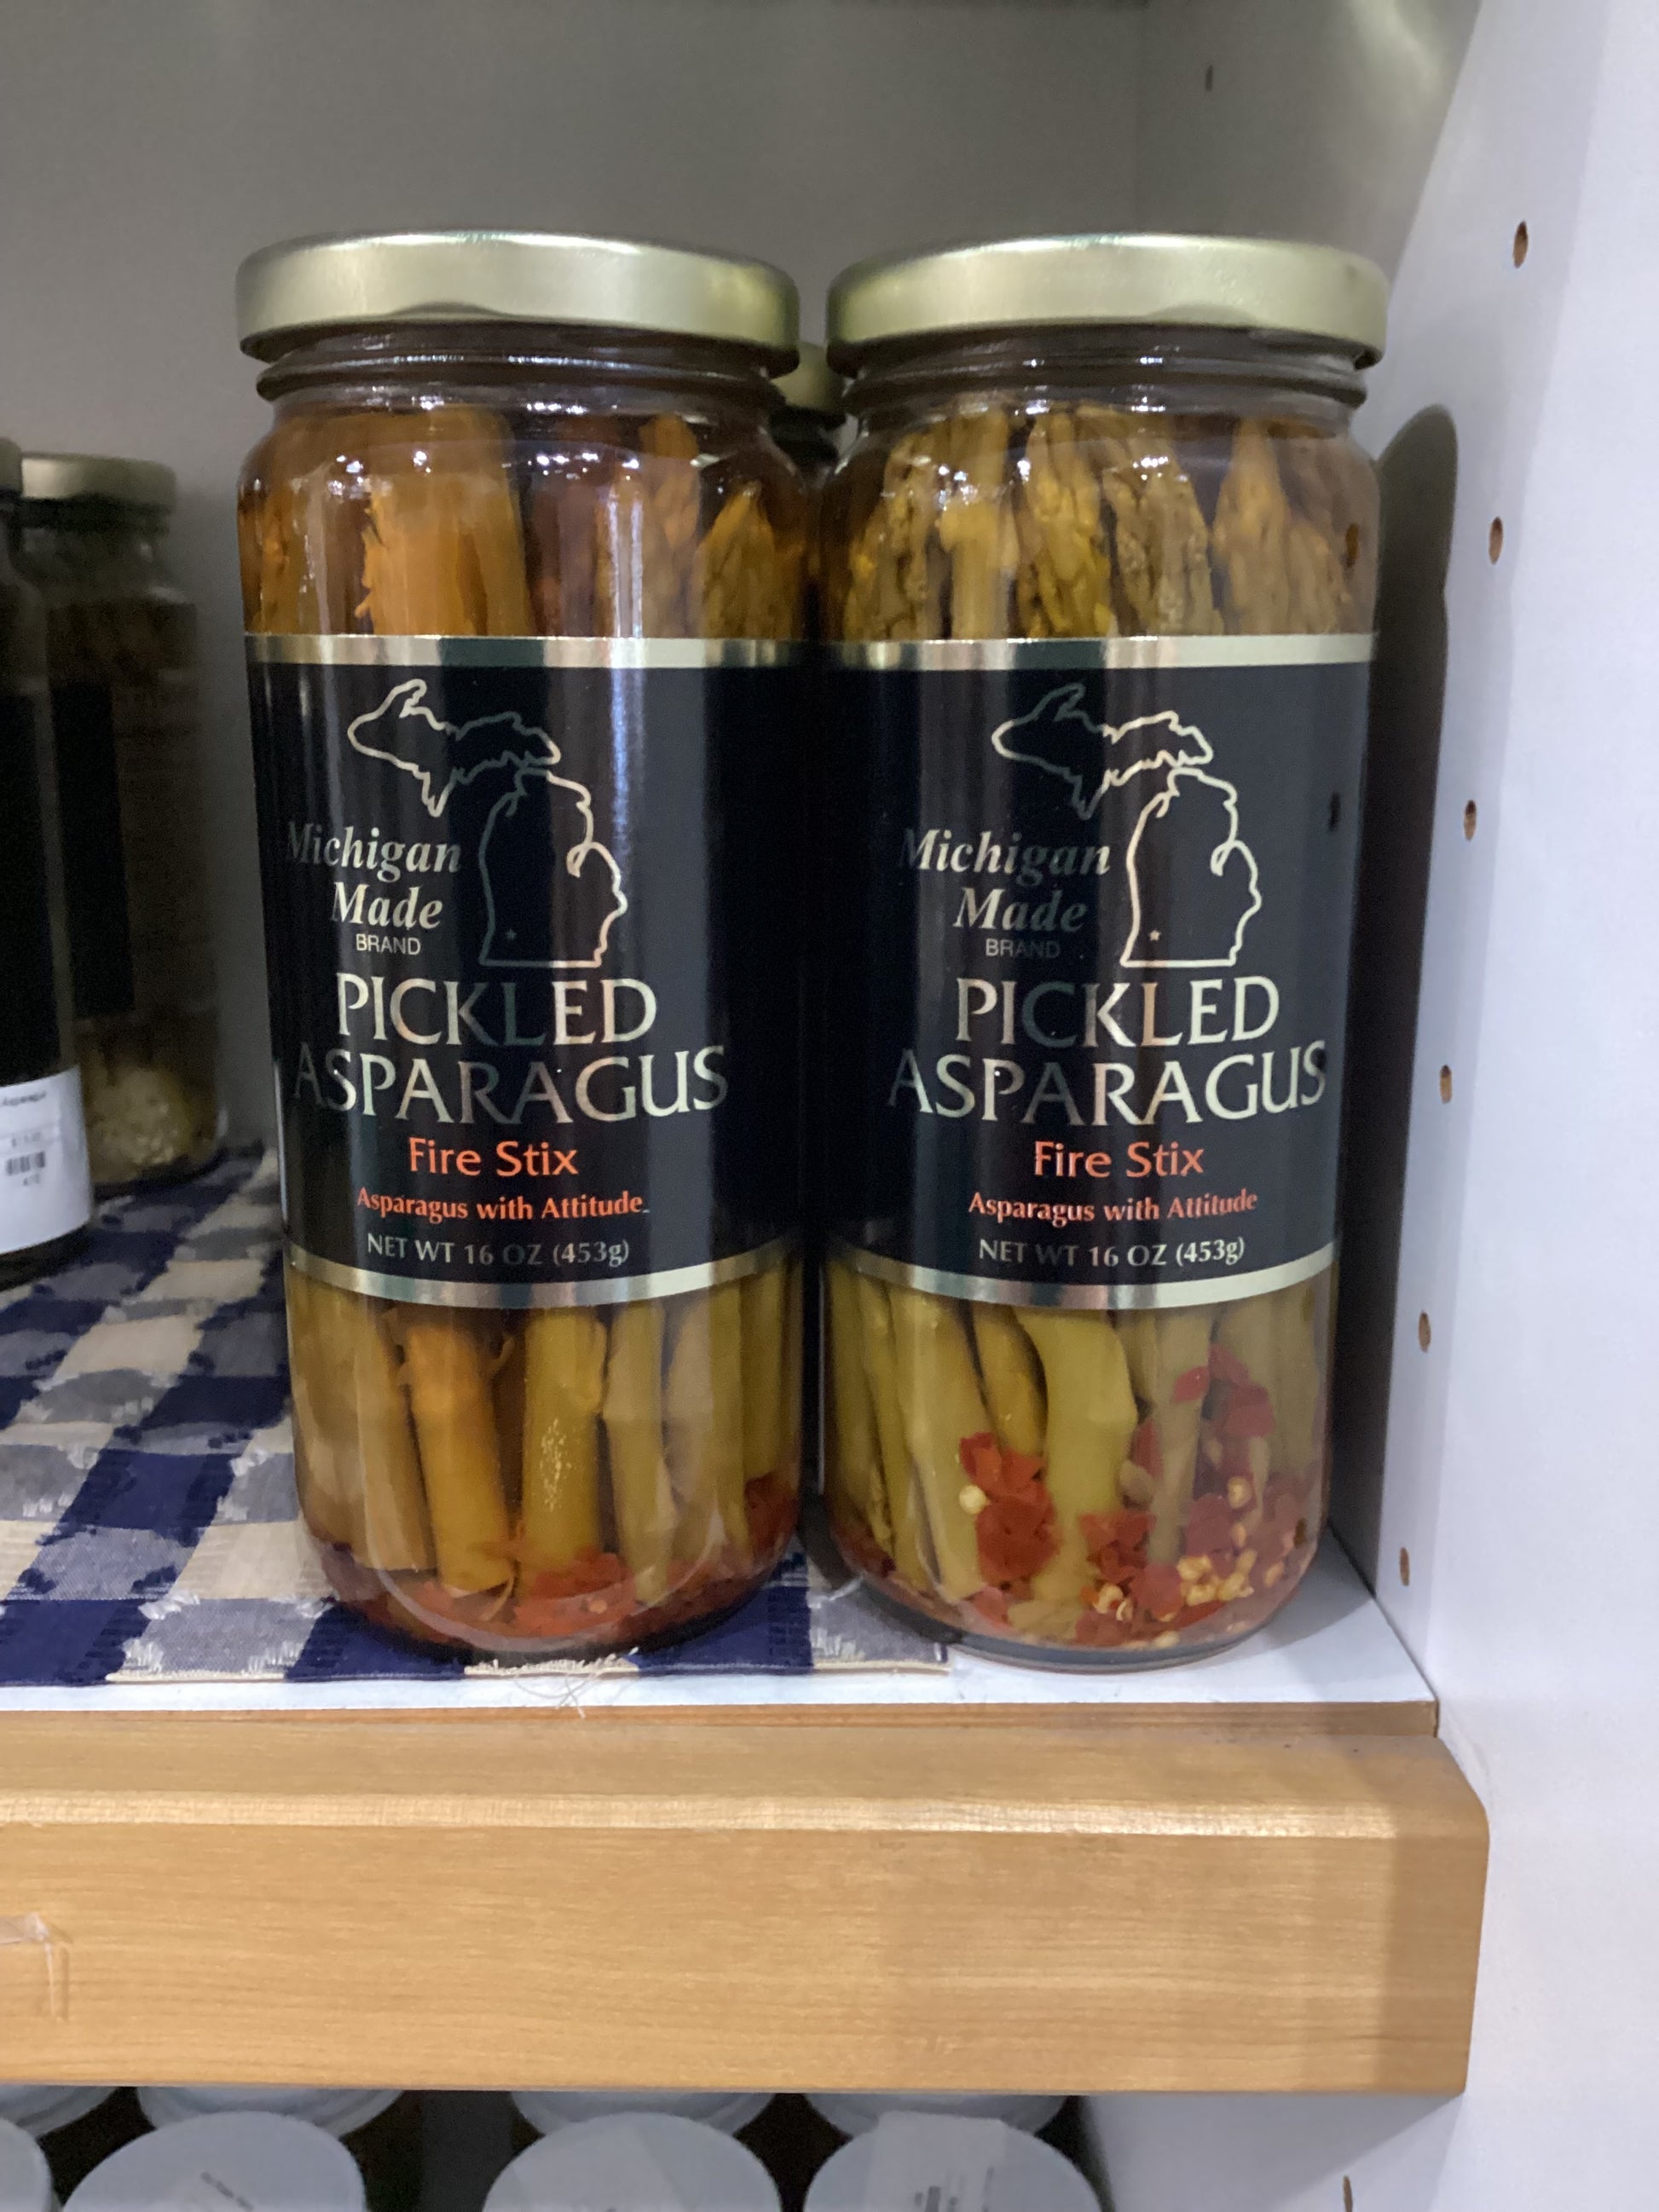 Michigan
Made
BRAND
PICKLED
ASPARAGUS
Fire Stix
Asparagus with Attitude
NET WT 16 OZ (453g)
Michigan
Made
BRAND
PICKLED
ASPARAGUS
Fire Stix
Asparagus with Attitude
NET WT 16 OZ (453g)
Asparagus